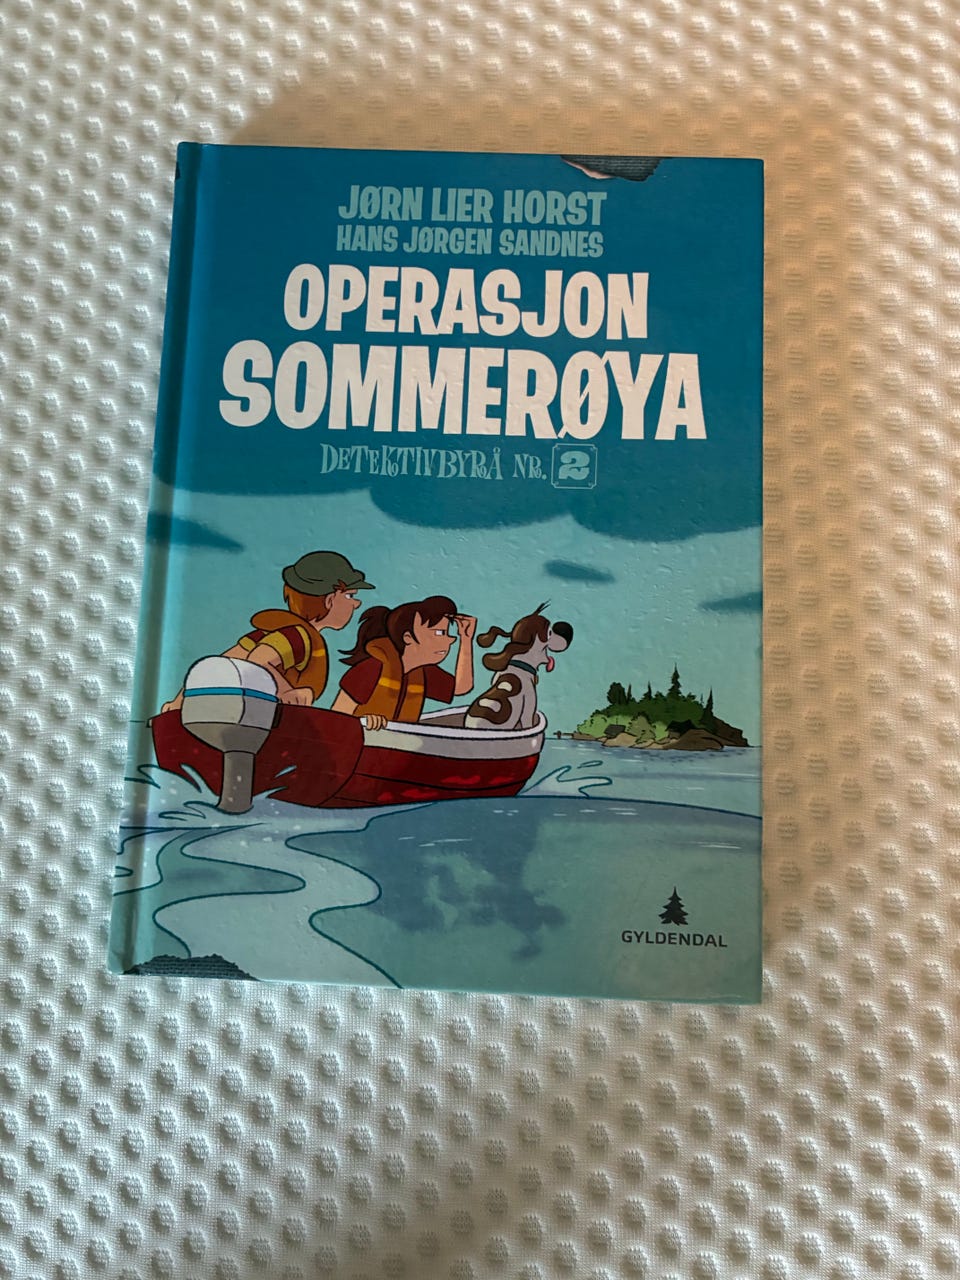 JØRN LIER HORST
HANS JØRGEN SANDNES
OPERASJON
SOMMERØYA
DETEKTIVBYRÅ NR. 2
GYLDENDAL